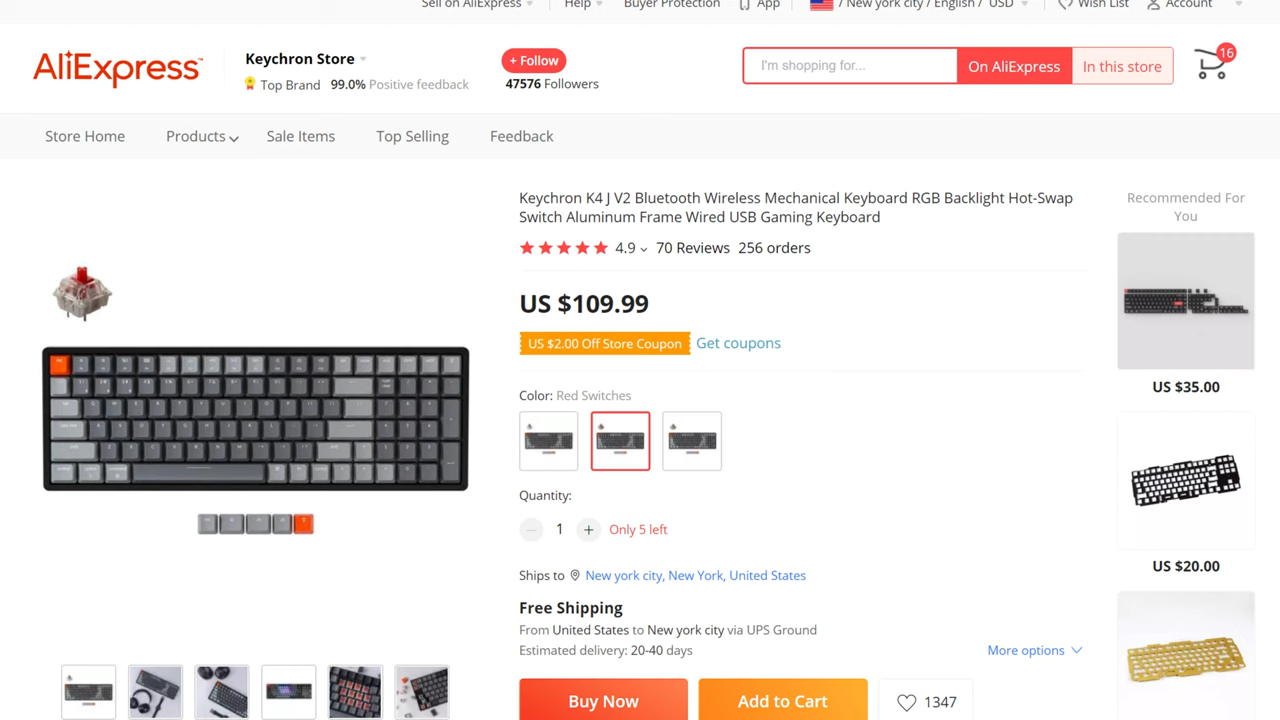 Sell on AliExpress
Help
Buyer Protection
App
/ New york city / English / USD
Wish List
Account
AliExpress™
Keychron Store
Top Brand 99.0% Positive feedback
+ Follow
47576 Followers
I'm shopping for...
On AliExpress
In this store
16
Store Home
Products
Sale Items
Top Selling
Feedback
Keychron K4 J V2 Bluetooth Wireless Mechanical Keyboard RGB Backlight Hot-Swap
Switch Aluminum Frame Wired USB Gaming Keyboard
4.9
70 Reviews 256 orders
US $109.99
US $2.00 Off Store Coupon
Get coupons
Color: Red Switches
Quantity:
1
Only 5 left
Ships to
New york city, New York, United States
Free Shipping
From United States to New york city via UPS Ground
Estimated delivery: 20-40 days
More options
Buy Now
Add to Cart
1347
Recommended For
You
US $35.00
US $20.00